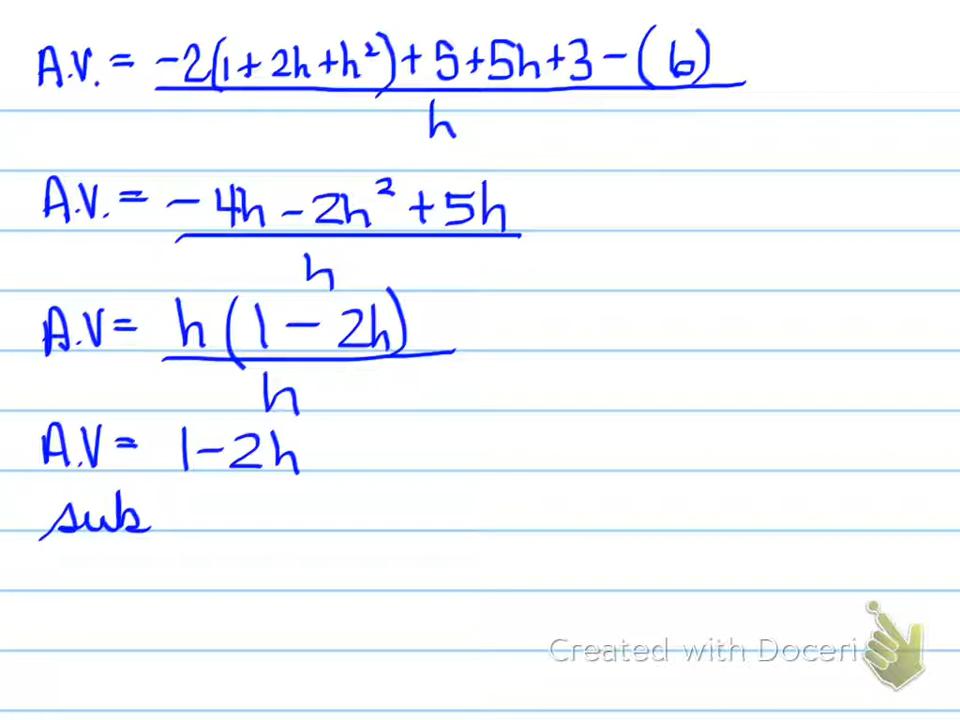 A.V. = -2(1+2h+h²)+5+5h+3-(6)
h
A.V. = -4h-2h²+5h
h
A.V = h(1-2h)
h
A.V = 1-2h
sub
Created with Doceri